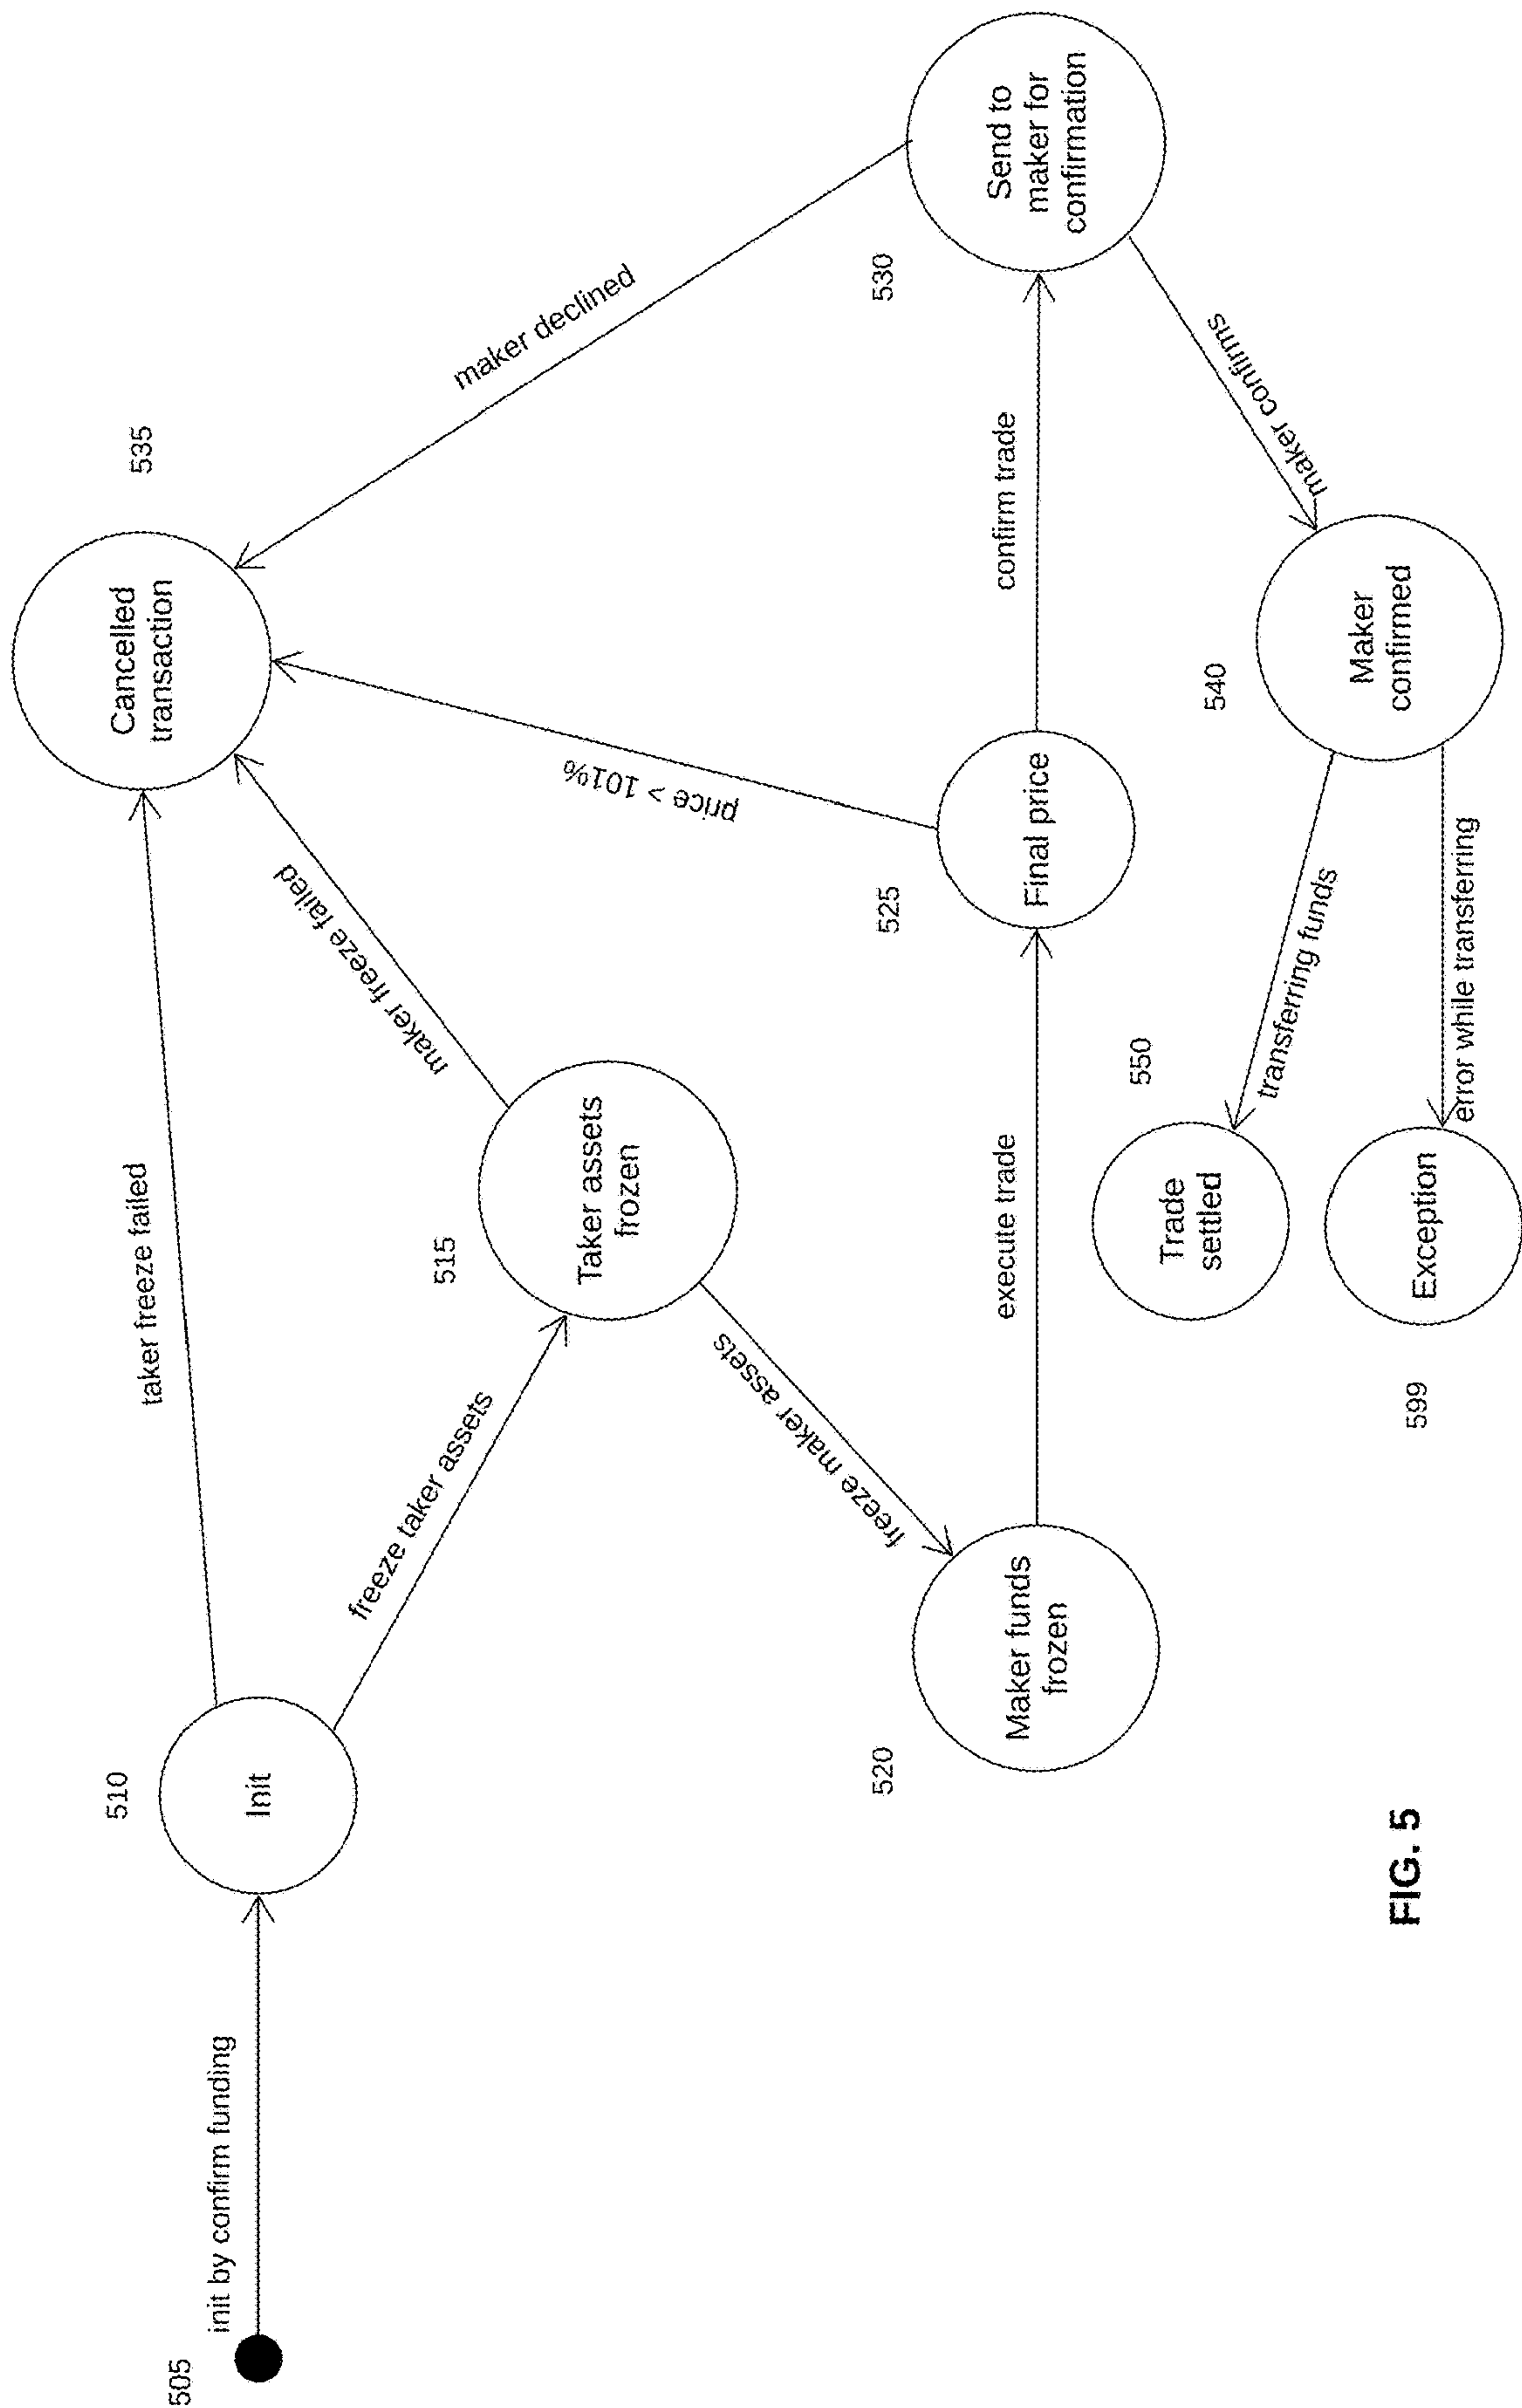 505
init by confirm funding
510
Init
taker freeze failed
freeze taker assets
515
Taker assets
frozen
maker freeze failed
freeze maker assets
535
Cancelled
transaction
520
Maker funds
frozen
execute trade
525
Final price
price > 101%
confirm trade
530
Send to
maker for
confirmation
maker declined
maker confirms
540
Maker
confirmed
transferring funds
550
Trade
settled
error while transferring
599
Exception
FIG. 5